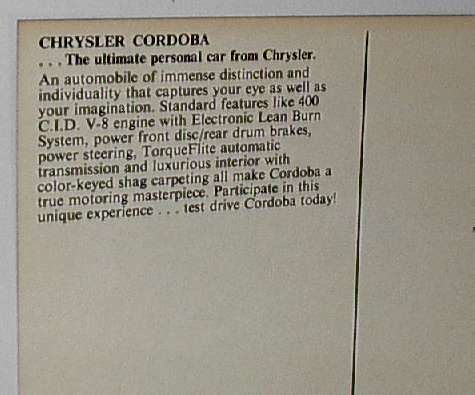 CHRYSLER CORDOBA
. . . The ultimate personal car from Chrysler.
An automobile of immense distinction and
individuality that captures your eye as well as
your imagination. Standard features like 400
C.I.D. V-8 engine with Electronic Lean Burn
System, power front disc/rear drum brakes,
power steering, TorqueFlite automatic
transmission and luxurious interior with
color-keyed shag carpeting all make Cordoba a
true motoring masterpiece. Participate in this
unique experience . . . test drive Cordoba today!